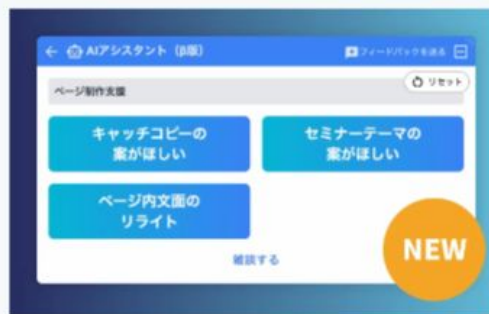 AIアシスタント（β版）
フィードバックを送る
リセット
ページ制作支援
キャッチコピーの
案がほしい
セミナーテーマの
案がほしい
ページ内文面の
リライト
雑談する
NEW